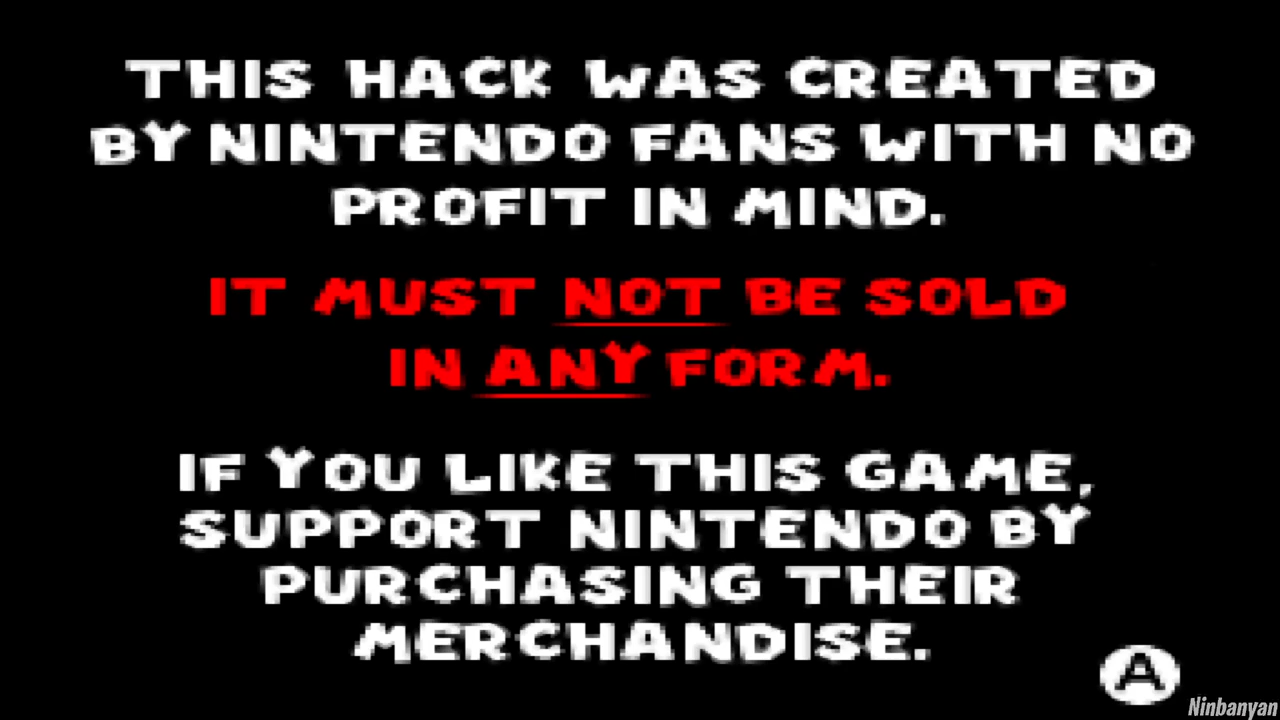 THIS HACK WAS CREATED
BY NINTENDO FANS WITH NO
PROFIT IN MIND.
IT MUST NOT BE SOLD
IN ANY FORM.
IF YOU LIKE THIS GAME,
SUPPORT NINTENDO BY
PURCHASING THEIR
MERCHANDISE.
A
Ninbanyan